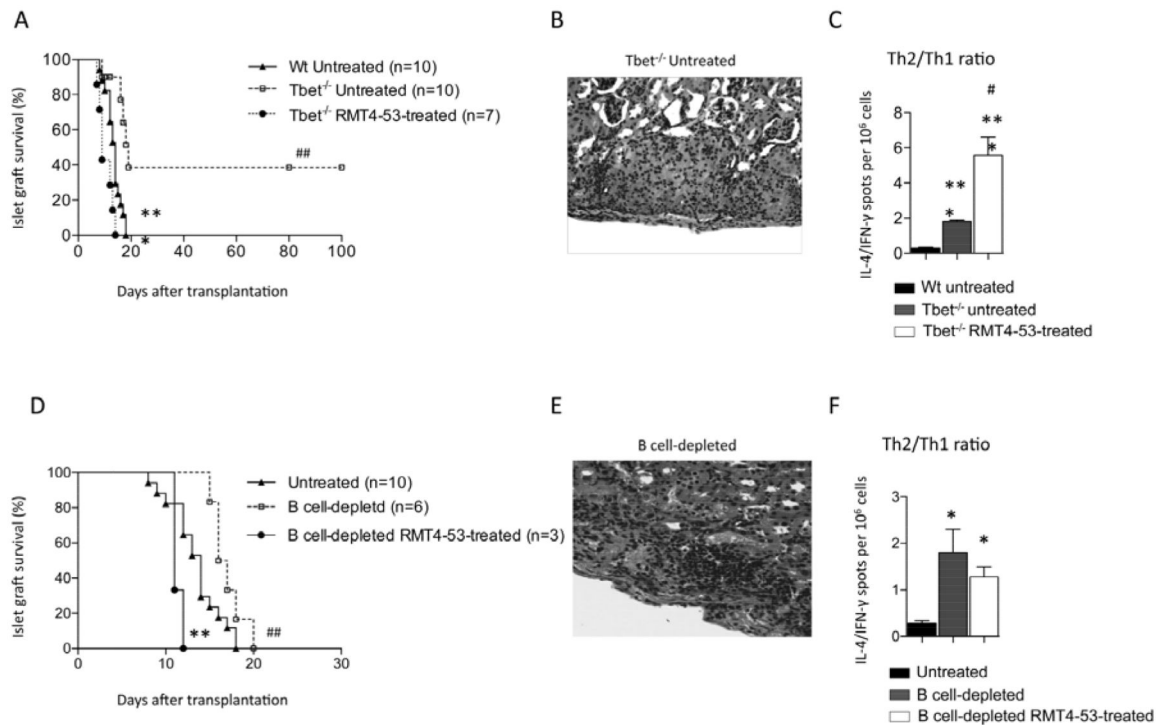 A
Islet graft survival (%)
100
80
60
40
20
0
Wt Untreated (n=10)
Tbet-/- Untreated (n=10)
Tbet-/- RMT4-53-treated (n=7)
##
**
*
0 20 40 60 80 100
Days after transplantation
B
Tbet-/- Untreated
C
Th2/Th1 ratio
IL-4/IFN-γ spots per 10⁶ cells
8
6
4
2
0
**
*
#
**
*
Wt untreated
Tbet-/- untreated
Tbet-/- RMT4-53-treated
D
Islet graft survival (%)
100
80
60
40
20
0
Untreated (n=10)
B cell-depletd (n=6)
B cell-depleted RMT4-53-treated (n=3)
**
##
0 10 20 30
Days after transplantation
E
B cell-depleted
F
Th2/Th1 ratio
IL-4/IFN-γ spots per 10⁶ cells
3
2
1
0
*
*
Untreated
B cell-depleted
B cell-depleted RMT4-53-treated